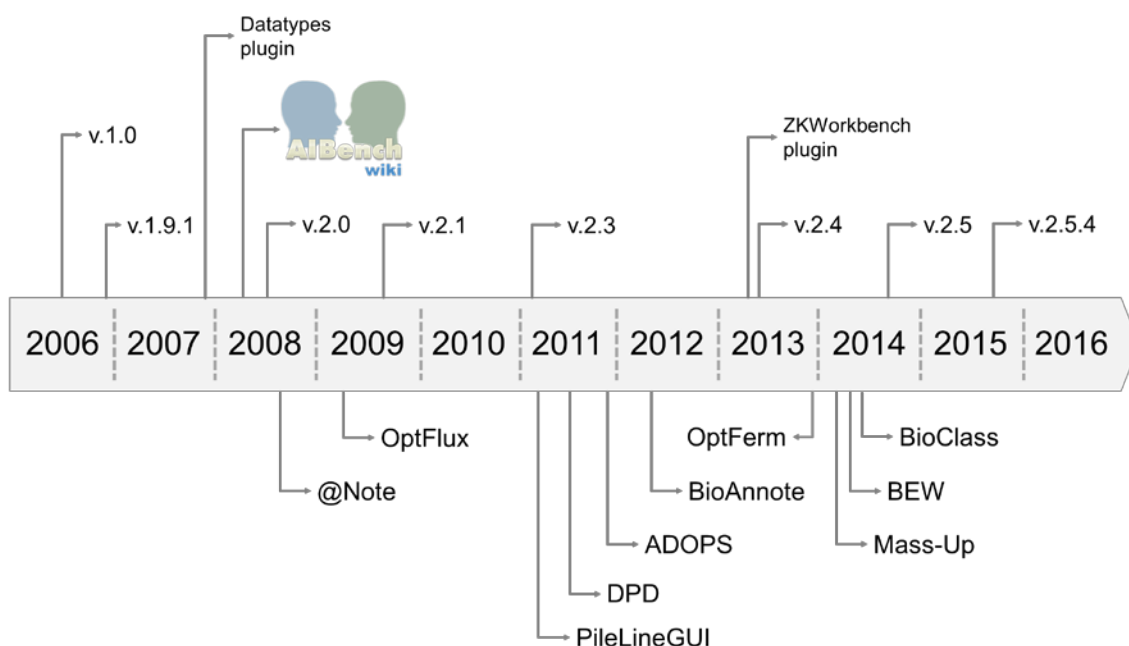 Datatypes
plugin
AIBench
wiki
v.1.0
ZKWorkbench
plugin
v.1.9.1
v.2.0
v.2.1
v.2.3
v.2.4
v.2.5
v.2.5.4
2006
2007
2008
2009
2010
2011
2012
2013
2014
2015
2016
OptFlux
OptFerm
BioClass
@Note
BioAnnote
BEW
ADOPS
Mass-Up
DPD
PileLineGUI